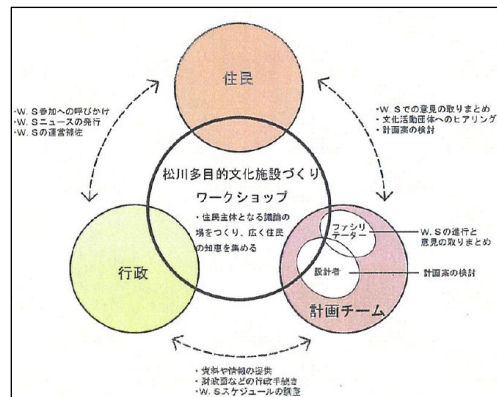 住民
・W.S参加への呼びかけ
・W.Sニュースの発行
・W.Sの運営補佐
・W.Sでの意見の取りまとめ
・文化活動団体へのヒアリング
・計画案の検討
松川多目的文化施設づくり
ワークショップ
・住民主体となる議論の
場をつくり、広く住民
の知恵を集める
行政
ファシリ
テーター
設計者
計画チーム
W.Sの進行と
意見の取りまとめ
計画案の検討
・資料や情報の提供
・財政面などの行政手続き
・W.Sスケジュールの調整